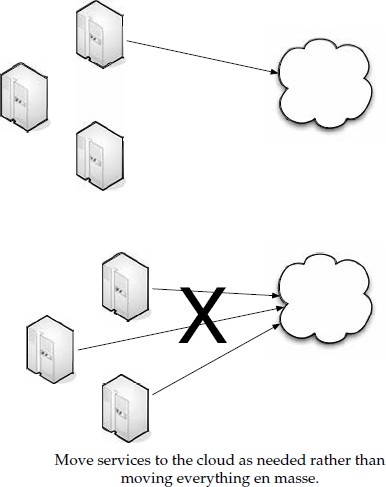 X
Move services to the cloud as needed rather than
moving everything en masse.